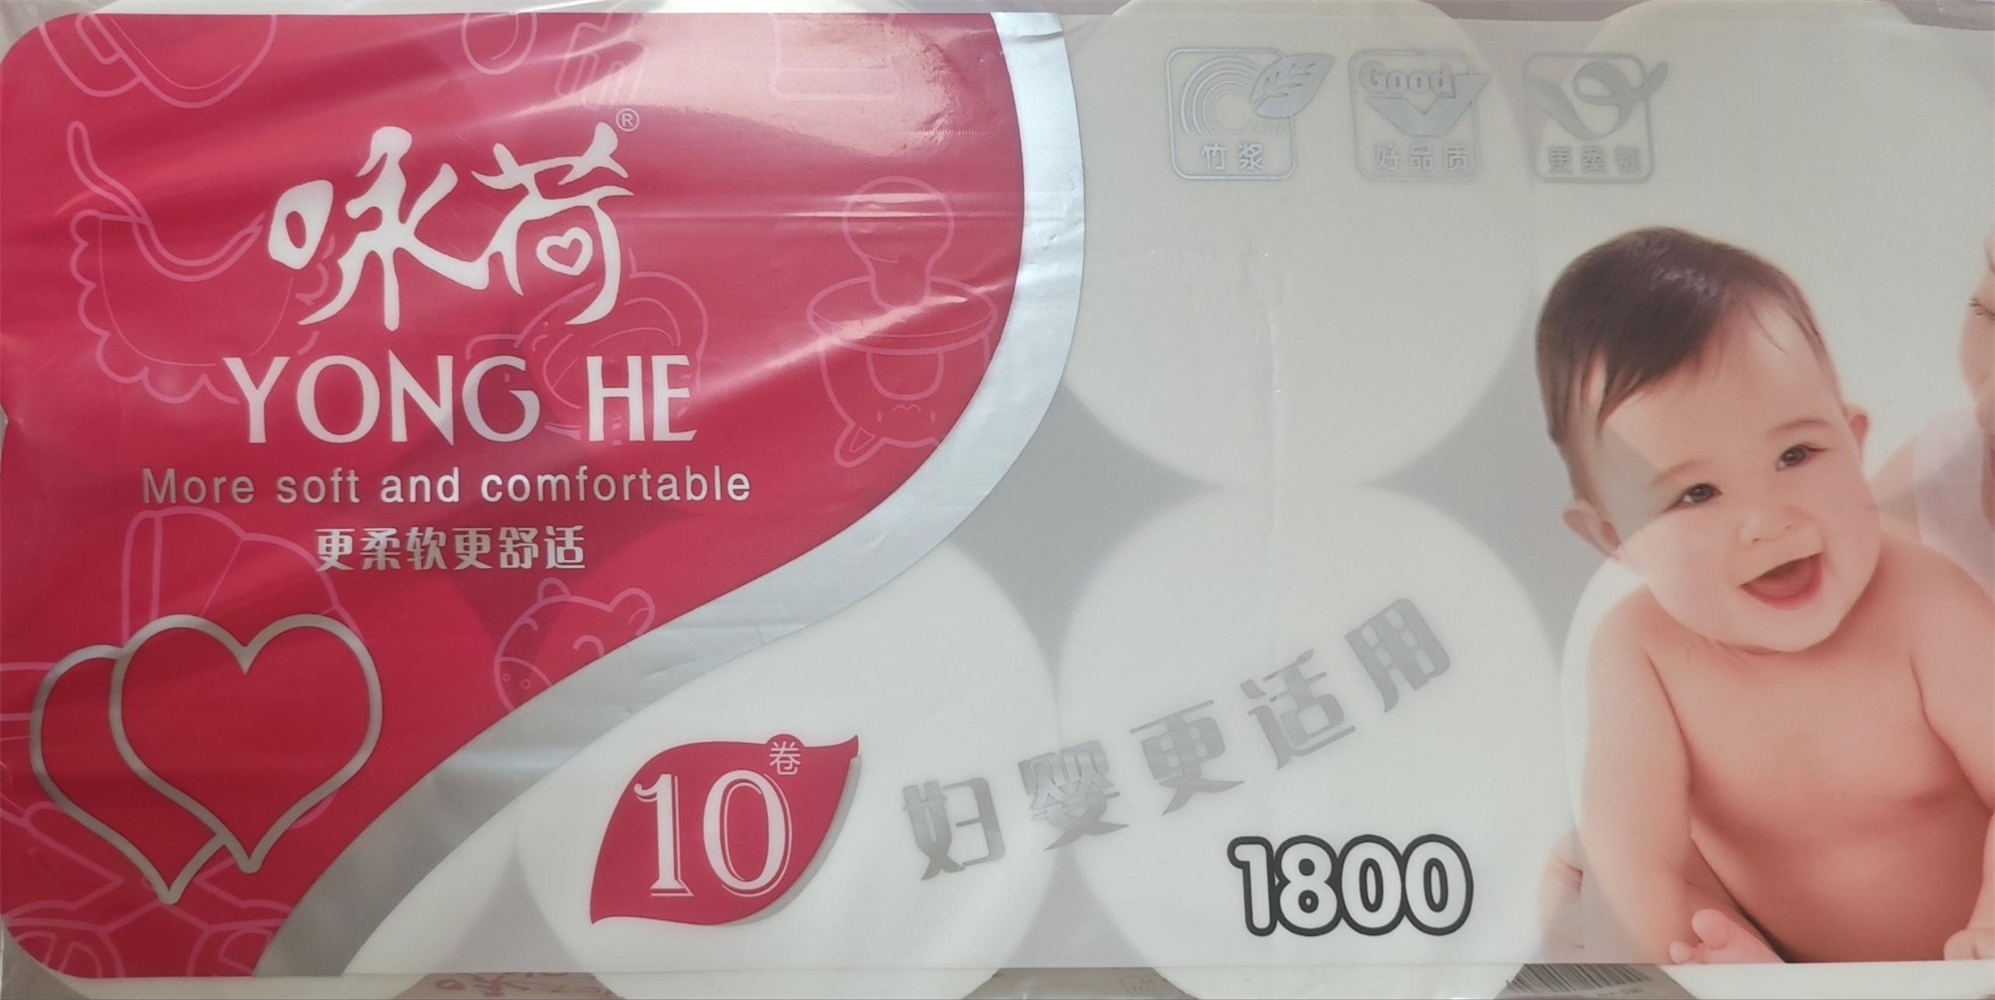 咏荷®
YONG HE
More soft and comfortable
更柔软更舒适
竹浆
Good
好品质
更柔韧
10卷
妇婴更适用
1800